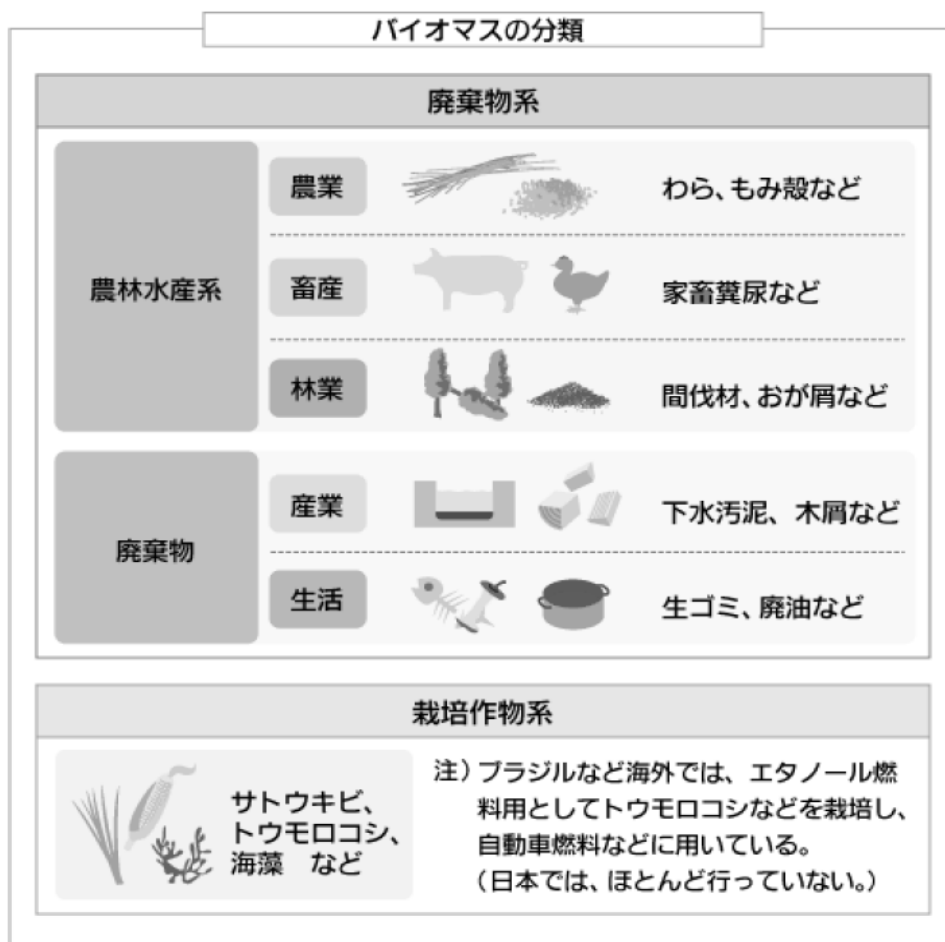 バイオマスの分類
廃棄物系
農林水産系
農業
わら、もみ殻など
畜産
家畜糞尿など
林業
間伐材、おが屑など
廃棄物
産業
下水汚泥、木屑など
生活
生ゴミ、廃油など
栽培作物系
サトウキビ、
トウモロコシ、
海藻　など
注）ブラジルなど海外では、エタノール燃
料用としてトウモロコシなどを栽培し、
自動車燃料などに用いている。
（日本では、ほとんど行っていない。）